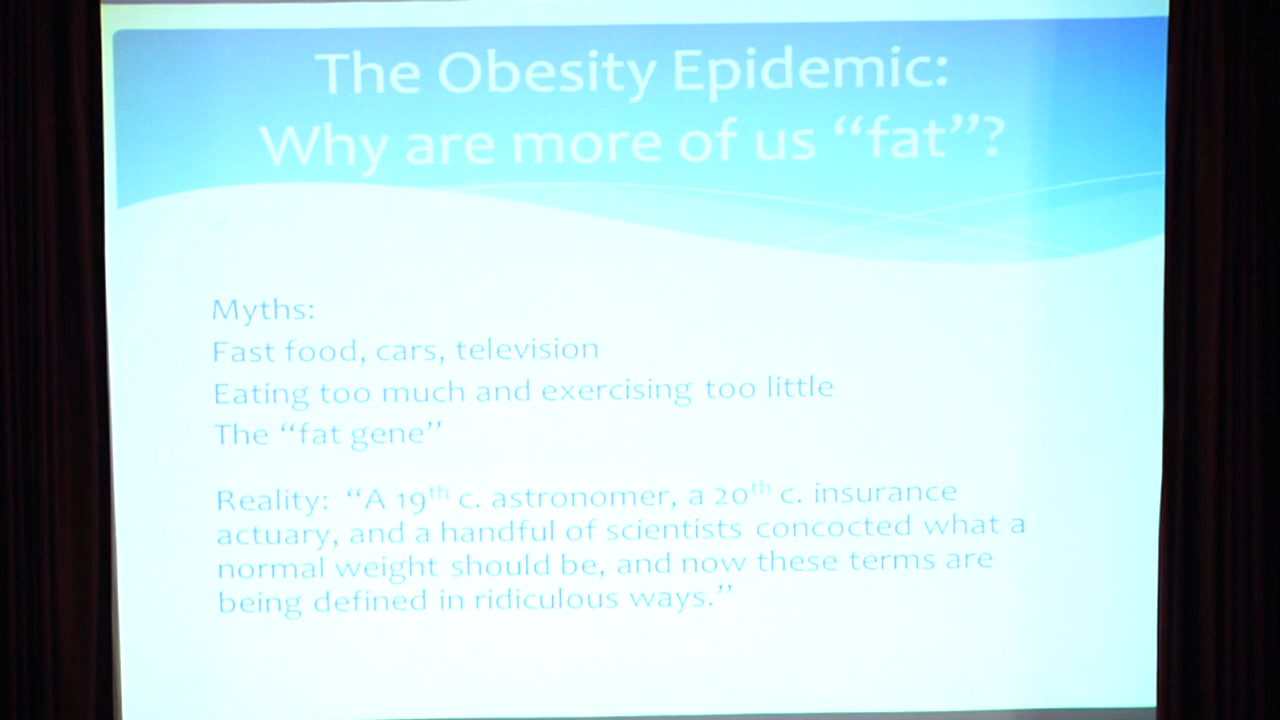 The Obesity Epidemic:
Why are more of us “fat”?
Myths:
Fast food, cars, television
Eating too much and exercising too little
The “fat gene”
Reality: “A 19th c. astronomer, a 20th c. insurance
actuary, and a handful of scientists concocted what a
normal weight should be, and now these terms are
being defined in ridiculous ways.”